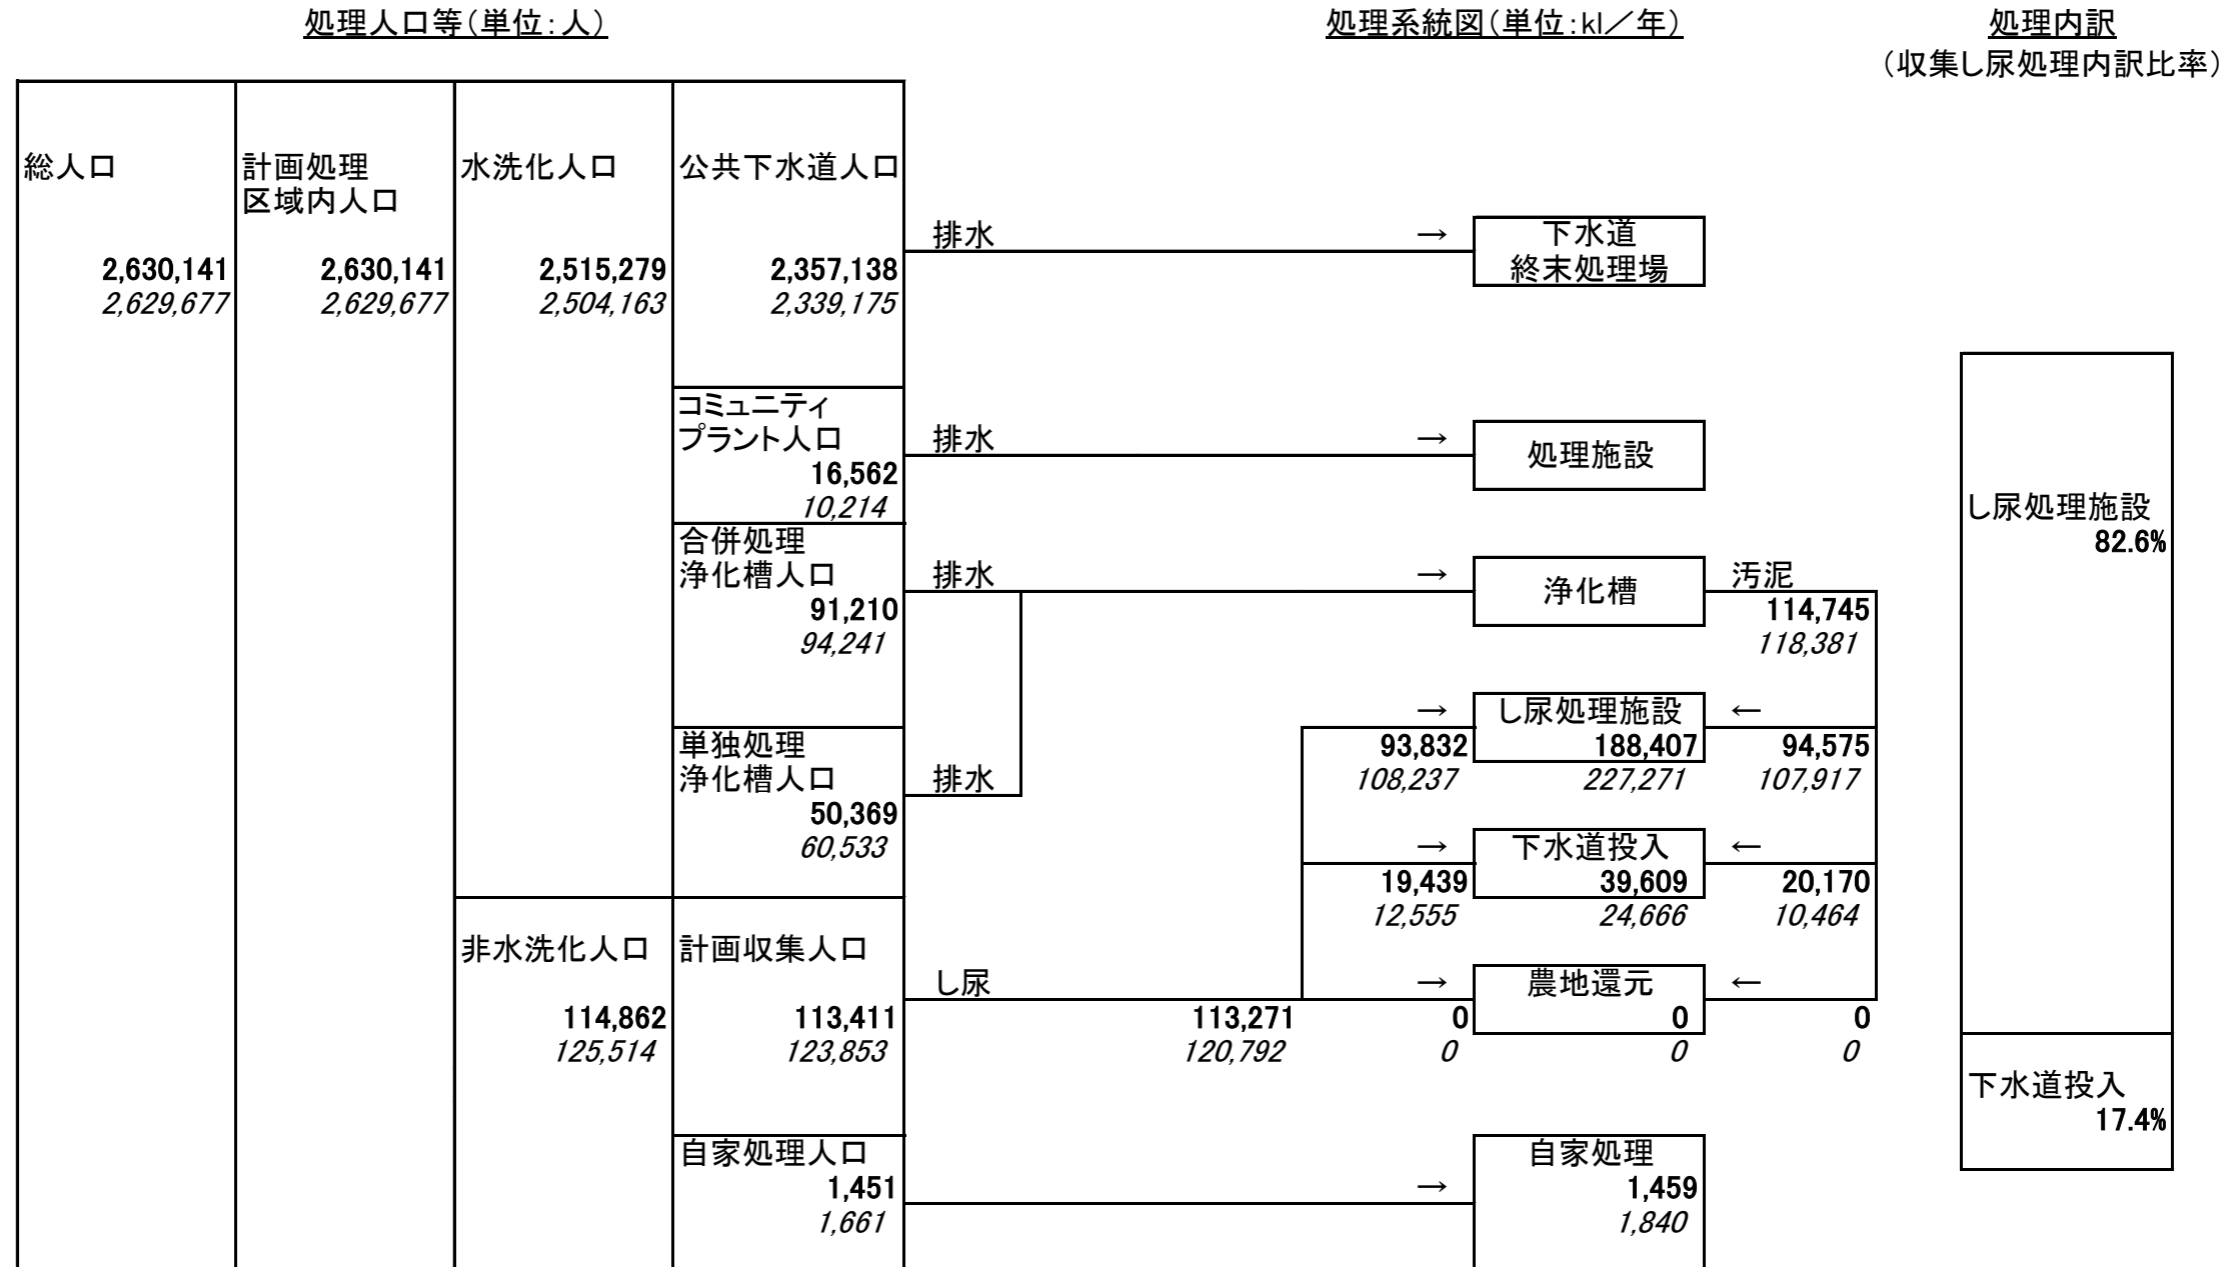 処理人口等（単位：人）
処理系統図（単位：kl／年）
処理内訳
（収集し尿処理内訳比率）
総人口
2,630,141
2,629,677
計画処理
区域内人口
2,630,141
2,629,677
水洗化人口
2,515,279
2,504,163
公共下水道人口
2,357,138
2,339,175
排水
→
下水道
終末処理場
コミュニティ
プラント人口
16,562
10,214
排水
→
処理施設
合併処理
浄化槽人口
91,210
94,241
排水
→
浄化槽
汚泥
114,745
118,381
単独処理
浄化槽人口
50,369
60,533
排水
→
し尿処理施設
←
93,832
188,407
94,575
108,237
227,271
107,917
→
下水道投入
←
19,439
39,609
20,170
12,555
24,666
10,464
非水洗化人口
114,862
125,514
計画収集人口
113,411
123,853
し尿
113,271
120,792
→
農地還元
←
0
0
0
0
0
0
自家処理人口
1,451
1,661
→
自家処理
1,459
1,840
し尿処理施設
82.6%
下水道投入
17.4%